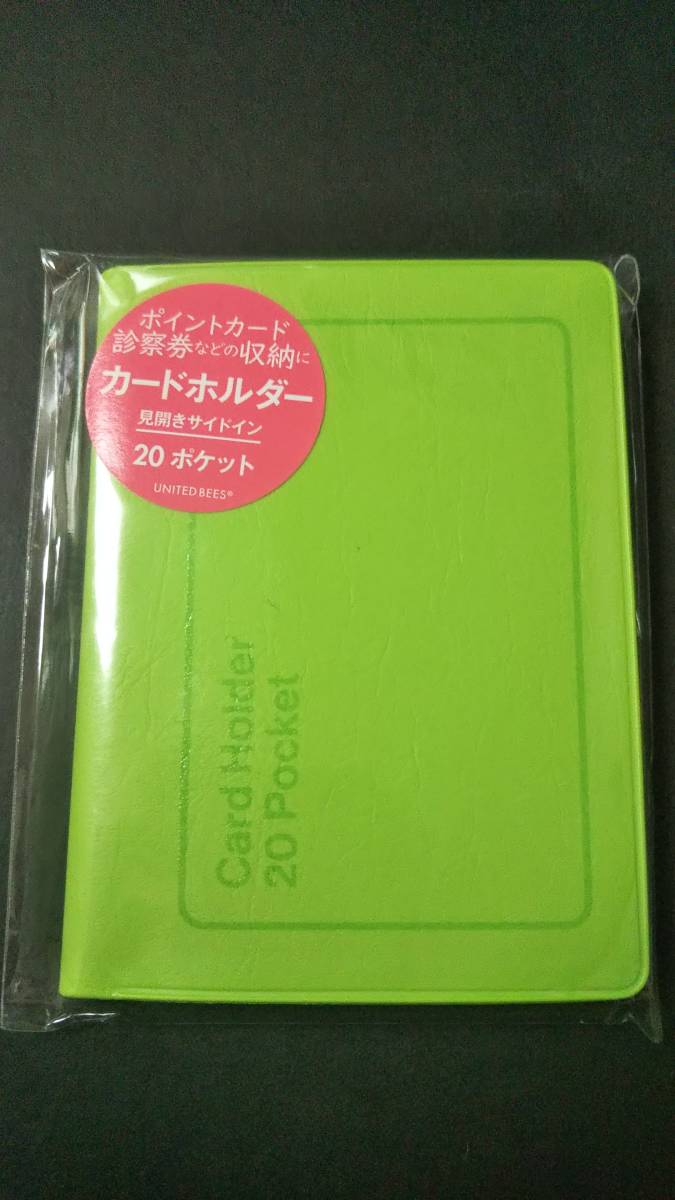 ポイントカード
診察券などの収納に
カードホルダー
見開きサイドイン
20 ポケット
UNITED BEES®
Card Holder
20 Pocket